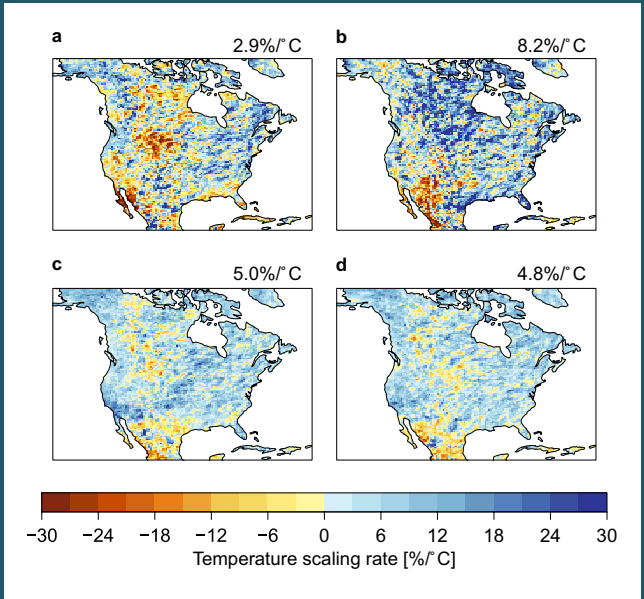 a 2.9%/°C b 8.2%/°C
c 5.0%/°C d 4.8%/°C
−30 −24 −18 −12 −6 0 6 12 18 24 30
Temperature scaling rate [%/°C]